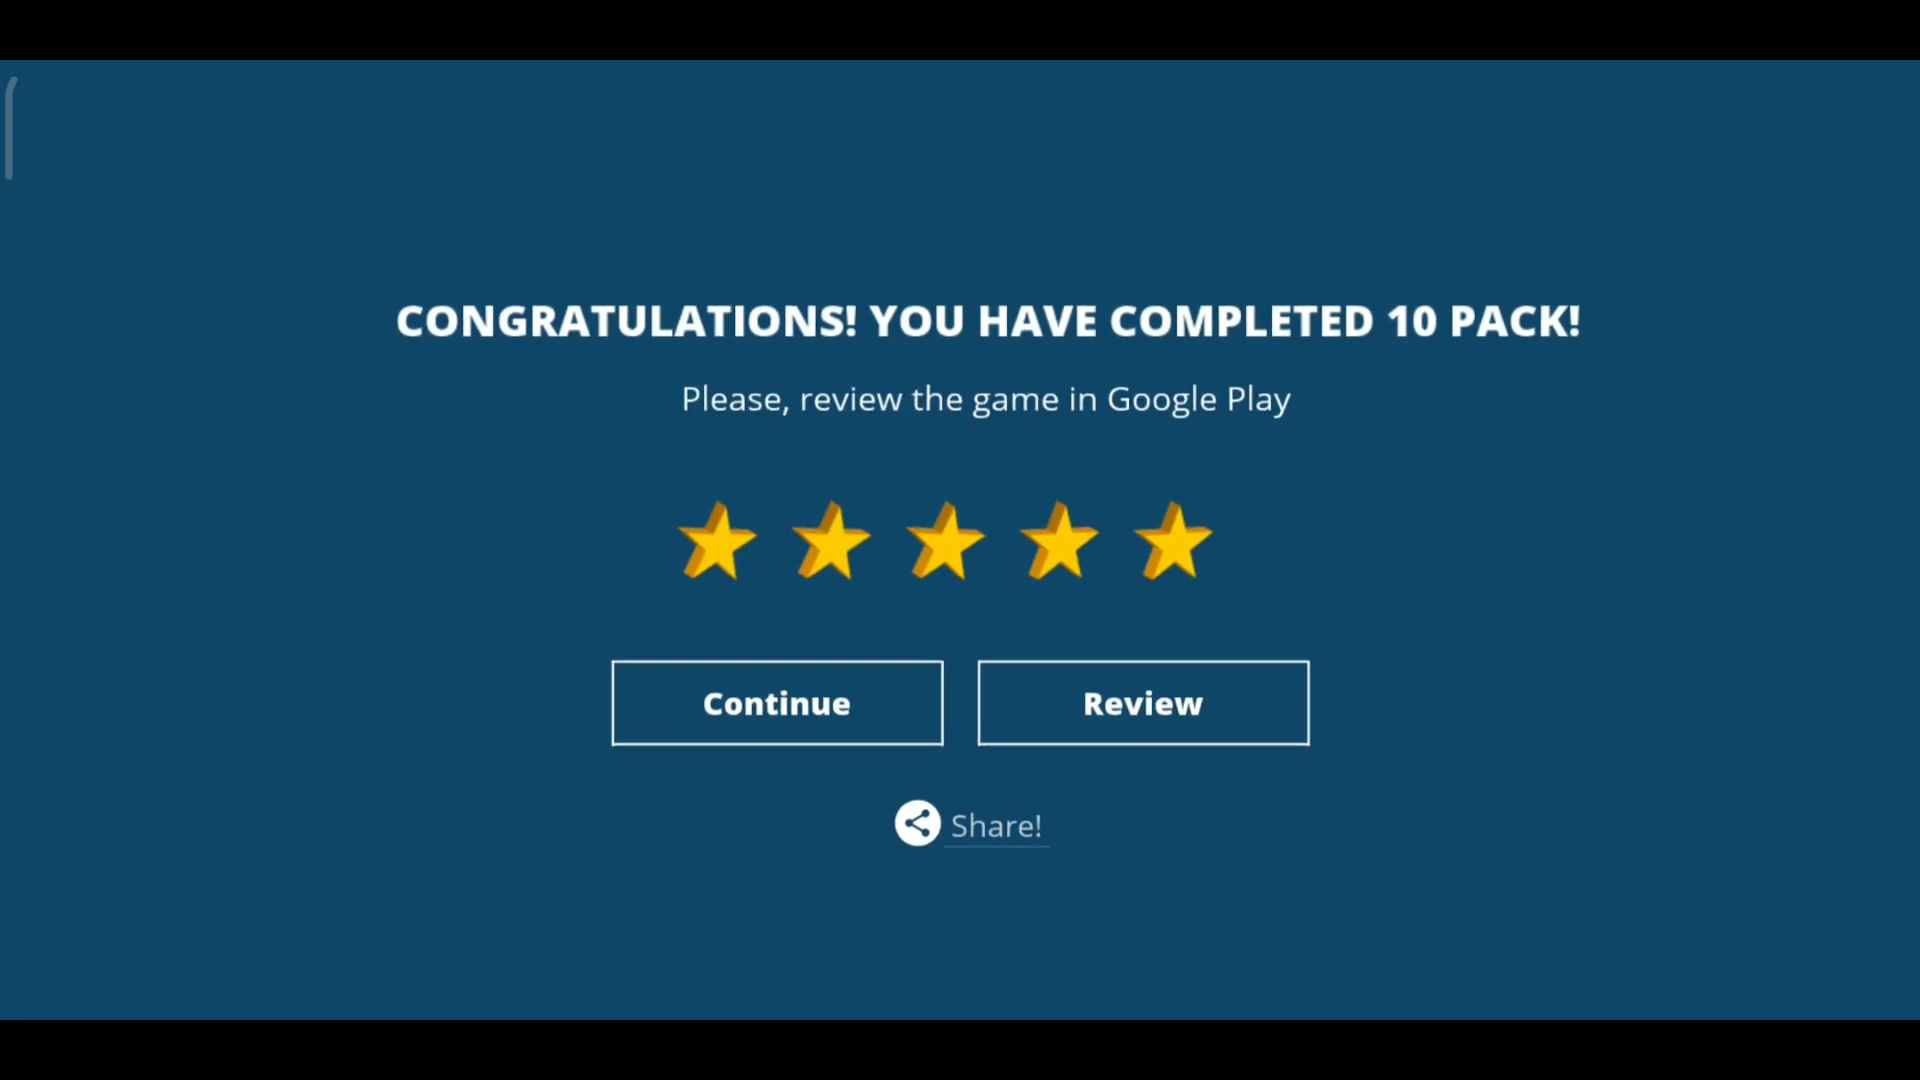 CONGRATULATIONS! YOU HAVE COMPLETED 10 PACK!
Please, review the game in Google Play
Continue
Review
Share!